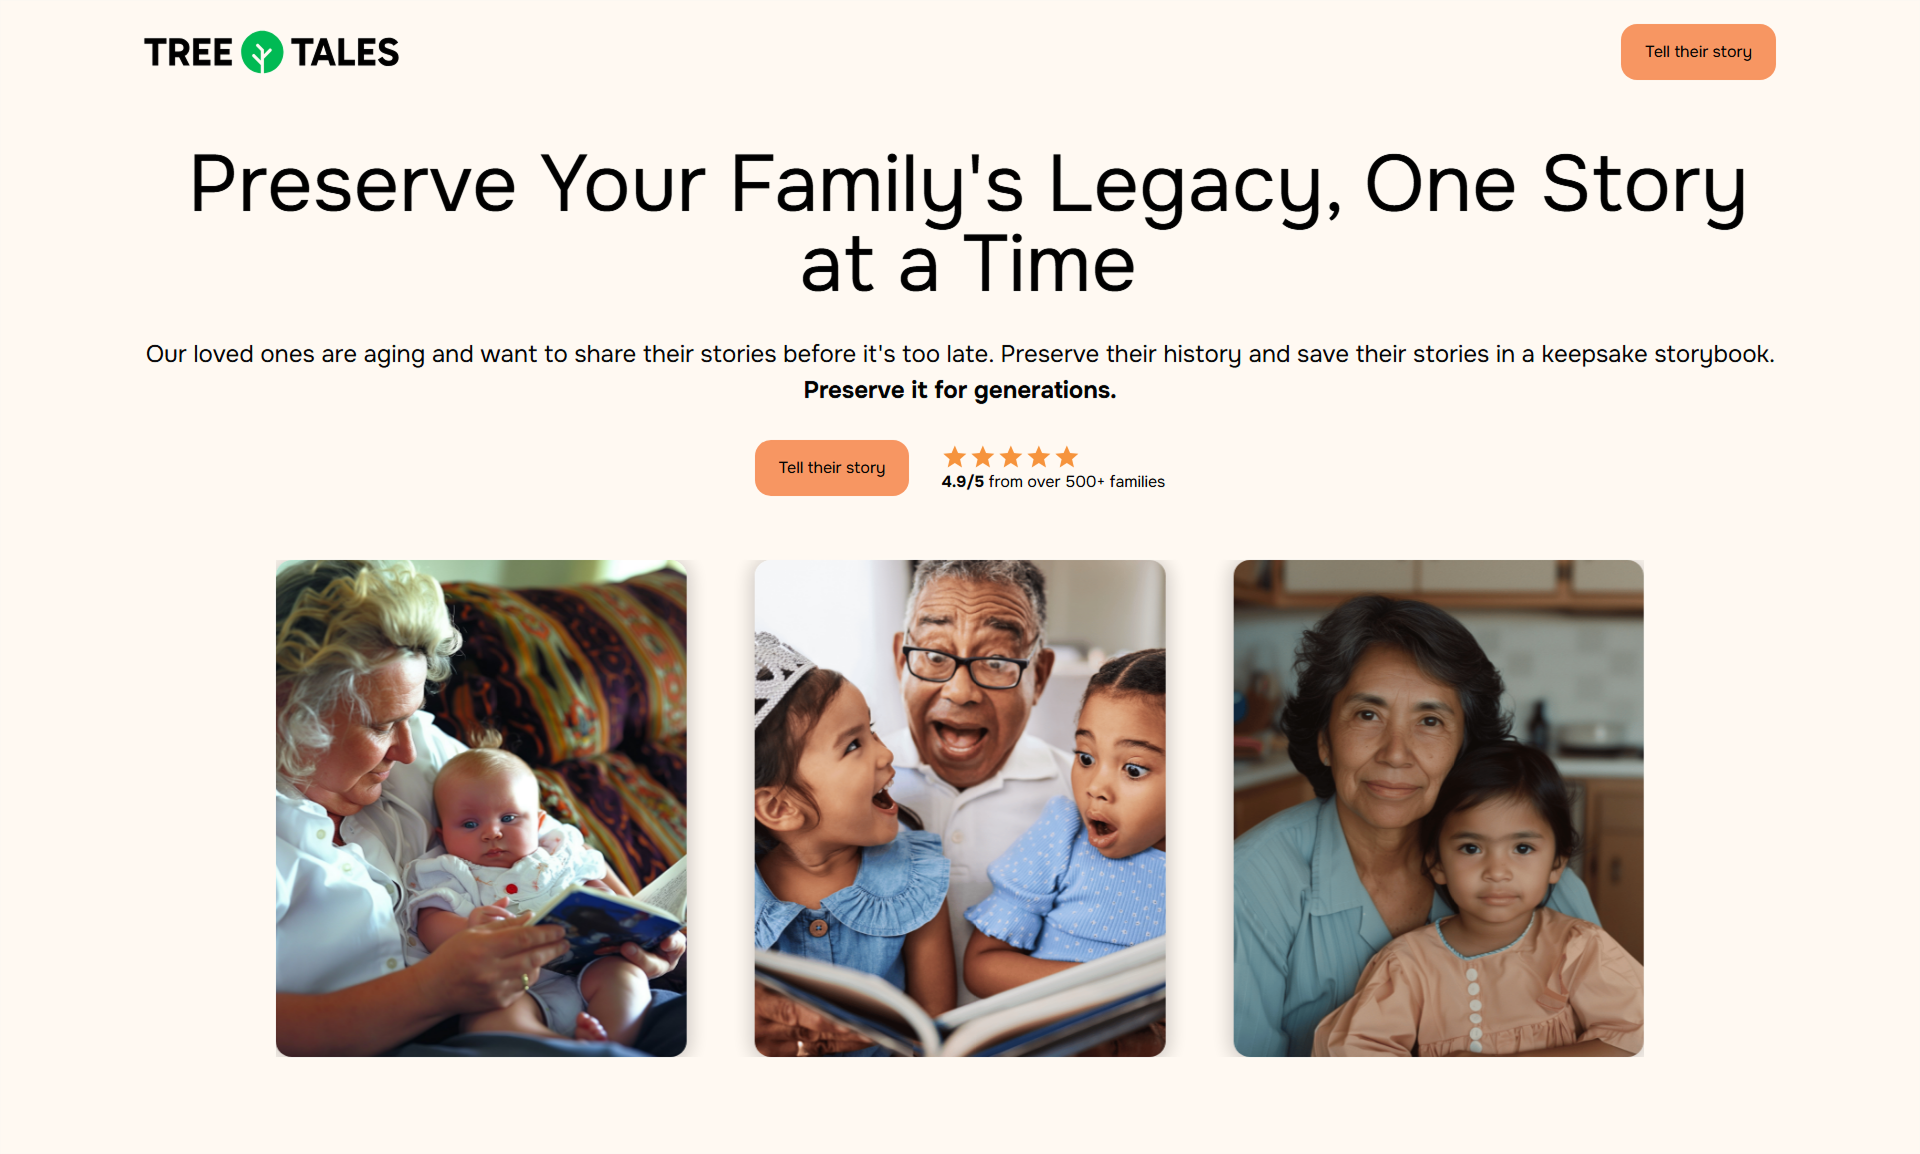 TREE TALES
Tell their story
Preserve Your Family's Legacy, One Story
at a Time
Our loved ones are aging and want to share their stories before it's too late. Preserve their history and save their stories in a keepsake storybook.
Preserve it for generations.
Tell their story
4.9/5 from over 500+ families